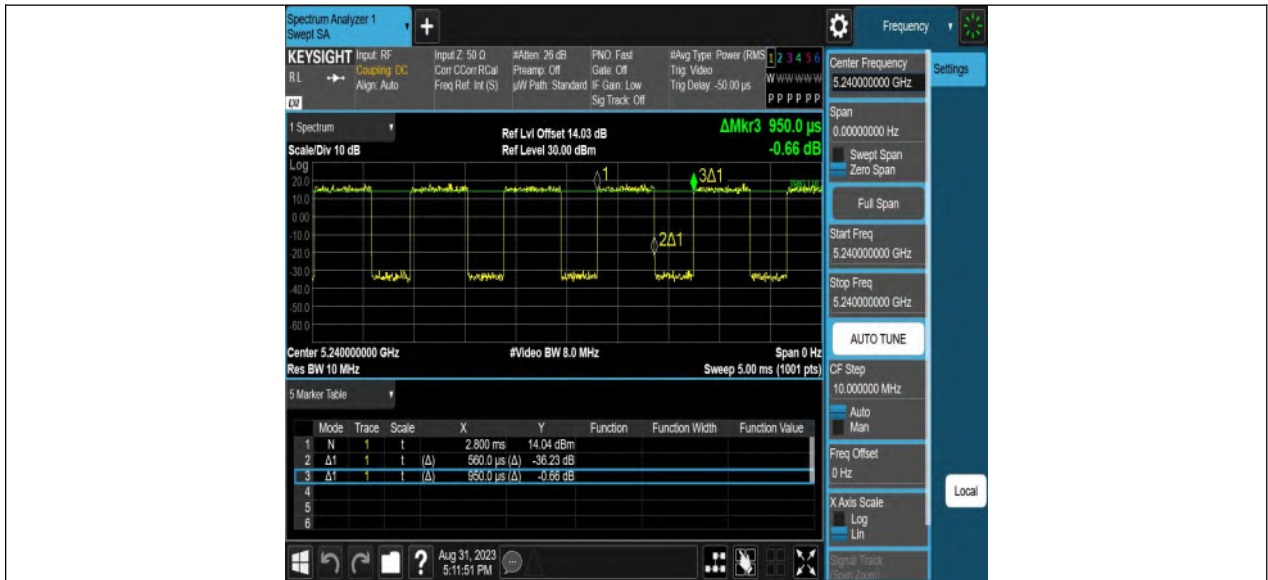 Spectrum Analyzer 1
Swept SA
+
Frequency
KEYSIGHT
RL
LXI
Input: RF
Coupling: DC
Align: Auto
Input Z: 50 Ω
Corr CCorr RCal
Freq Ref: Int (S)
#Atten: 26 dB
Preamp: Off
µW Path: Standard
PNO: Fast
Gate: Off
IF Gain: Low
Sig Track: Off
#Avg Type: Power (RMS
Trig: Video
Trig Delay: -50.00 µs
1 2 3 4 5 6
W W W W W W
P P P P P P
1 Spectrum
Scale/Div 10 dB
Ref Lvl Offset 14.03 dB
Ref Level 30.00 dBm
ΔMkr3 950.0 µs
-0.66 dB
Log
20.0
10.0
0.00
-10.0
-20.0
-30.0
-40.0
-50.0
-60.0
1
3Δ1
2Δ1
Center 5.240000000 GHz
Res BW 10 MHz
#Video BW 8.0 MHz
Span 0 Hz
Sweep 5.00 ms (1001 pts)
5 Marker Table
Mode Trace Scale X Y Function Function Width Function Value
1 N 1 t 2.800 ms 14.04 dBm
2 Δ1 1 t (Δ) 560.0 µs (Δ) -36.23 dB
3 Δ1 1 t (Δ) 950.0 µs (Δ) -0.66 dB
4
5
6
?
Aug 31, 2023
5:11:51 PM
Center Frequency
5.240000000 GHz
Settings
Span
0.00000000 Hz
Swept Span
Zero Span
Full Span
Start Freq
5.240000000 GHz
Stop Freq
5.240000000 GHz
AUTO TUNE
CF Step
10.000000 MHz
Auto
Man
Freq Offset
0 Hz
X Axis Scale
Log
Lin
Local
Signal Track
(Span Zoom)